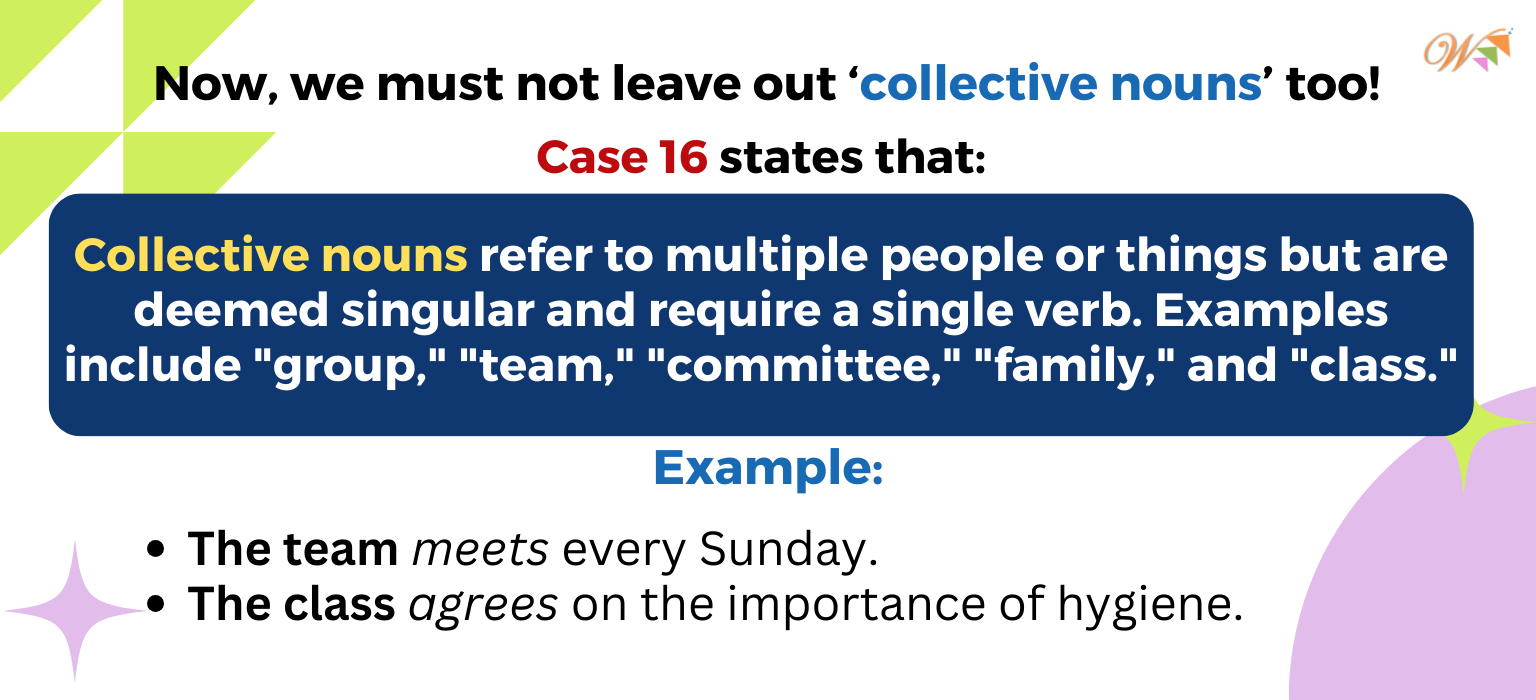 Now, we must not leave out ‘collective nouns’ too!
Case 16 states that:
Collective nouns refer to multiple people or things but are
deemed singular and require a single verb. Examples
include "group," "team," "committee," "family," and "class."
Example:
• The team meets every Sunday.
• The class agrees on the importance of hygiene.